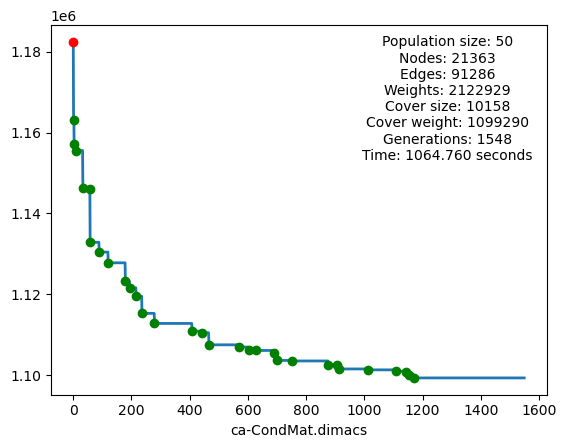 1e6
1.18
1.16
1.14
1.12
1.10
Population size: 50
Nodes: 21363
Edges: 91286
Weights: 2122929
Cover size: 10158
Cover weight: 1099290
Generations: 1548
Time: 1064.760 seconds
0 200 400 600 800 1000 1200 1400 1600
ca-CondMat.dimacs